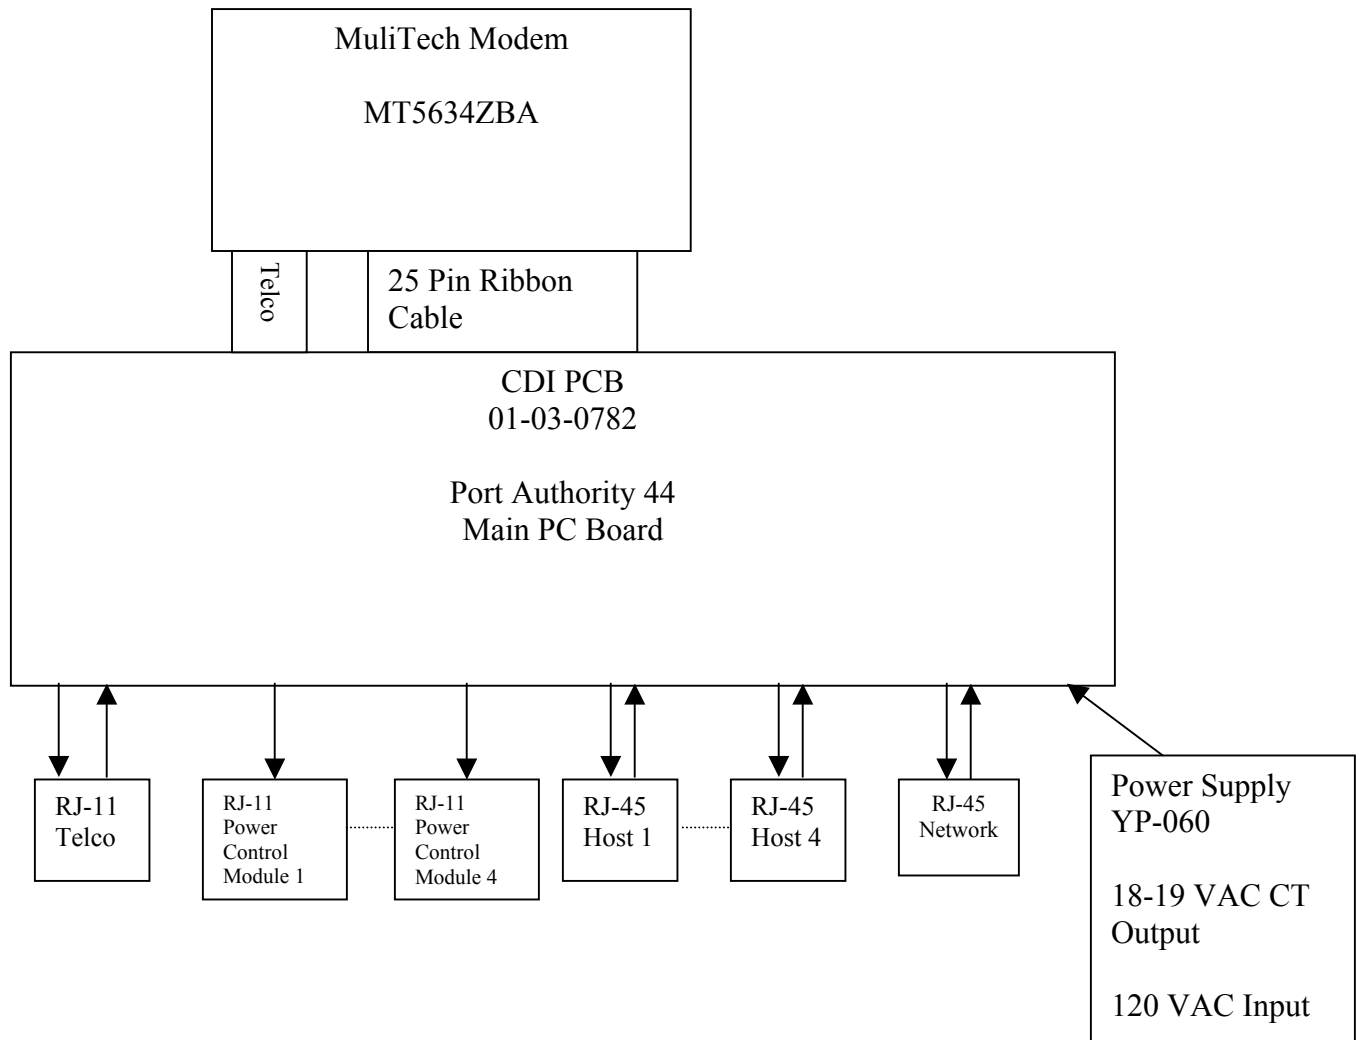 MuliTech Modem
MT5634ZBA
Telco
25 Pin Ribbon
Cable
CDI PCB
01-03-0782
Port Authority 44
Main PC Board
RJ-11
Telco
RJ-11
Power
Control
Module 1
RJ-11
Power
Control
Module 4
RJ-45
Host 1
RJ-45
Host 4
RJ-45
Network
Power Supply
YP-060
18-19 VAC CT
Output
120 VAC Input